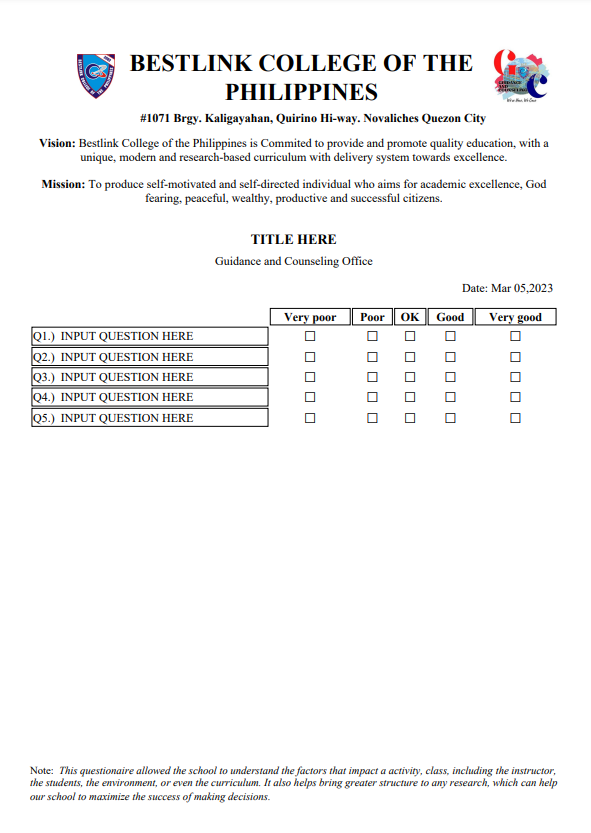 BESTLINK COLLEGE OF THE
PHILIPPINES
#1071 Brgy. Kaligayahan, Quirino Hi-way. Novaliches Quezon City
Vision: Bestlink College of the Philippines is Commited to provide and promote quality education, with a
unique, modern and research-based curriculum with delivery system towards excellence.
Mission: To produce self-motivated and self-directed individual who aims for academic excellence, God
fearing, peaceful, wealthy, productive and successful citizens.
TITLE HERE
Guidance and Counseling Office
Date: Mar 05,2023
Very poor Poor OK Good Very good
Q1.) INPUT QUESTION HERE ☐ ☐ ☐ ☐ ☐
Q2.) INPUT QUESTION HERE ☐ ☐ ☐ ☐ ☐
Q3.) INPUT QUESTION HERE ☐ ☐ ☐ ☐ ☐
Q4.) INPUT QUESTION HERE ☐ ☐ ☐ ☐ ☐
Q5.) INPUT QUESTION HERE ☐ ☐ ☐ ☐ ☐
Note: This questionaire allowed the school to understand the factors that impact a activity, class, including the instructor,
the students, the environment, or even the curriculum. It also helps bring greater structure to any research, which can help
our school to maximize the success of making decisions.